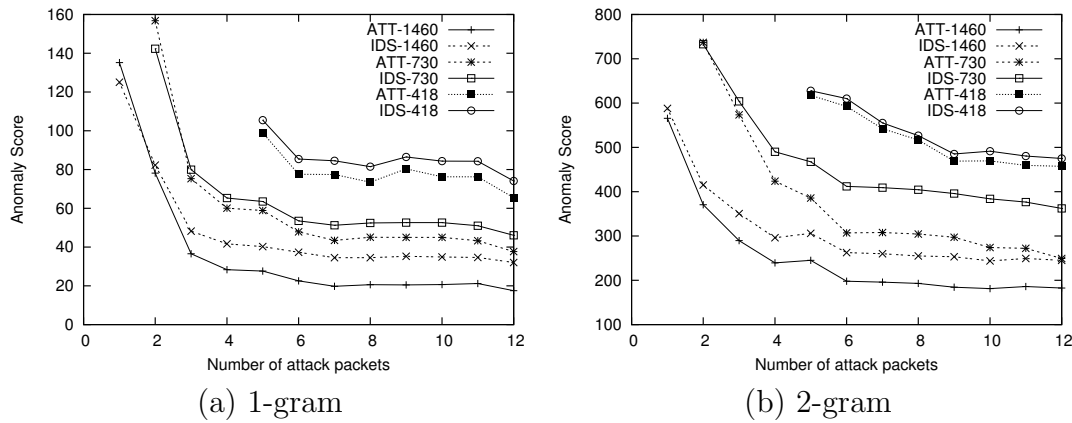 160
140
120
100
80
60
40
20
0
Anomaly Score
0 2 4 6 8 10 12
Number of attack packets
ATT-1460
IDS-1460
ATT-730
IDS-730
ATT-418
IDS-418
(a) 1-gram
800
700
600
500
400
300
200
100
Anomaly Score
0 2 4 6 8 10 12
Number of attack packets
ATT-1460
IDS-1460
ATT-730
IDS-730
ATT-418
IDS-418
(b) 2-gram